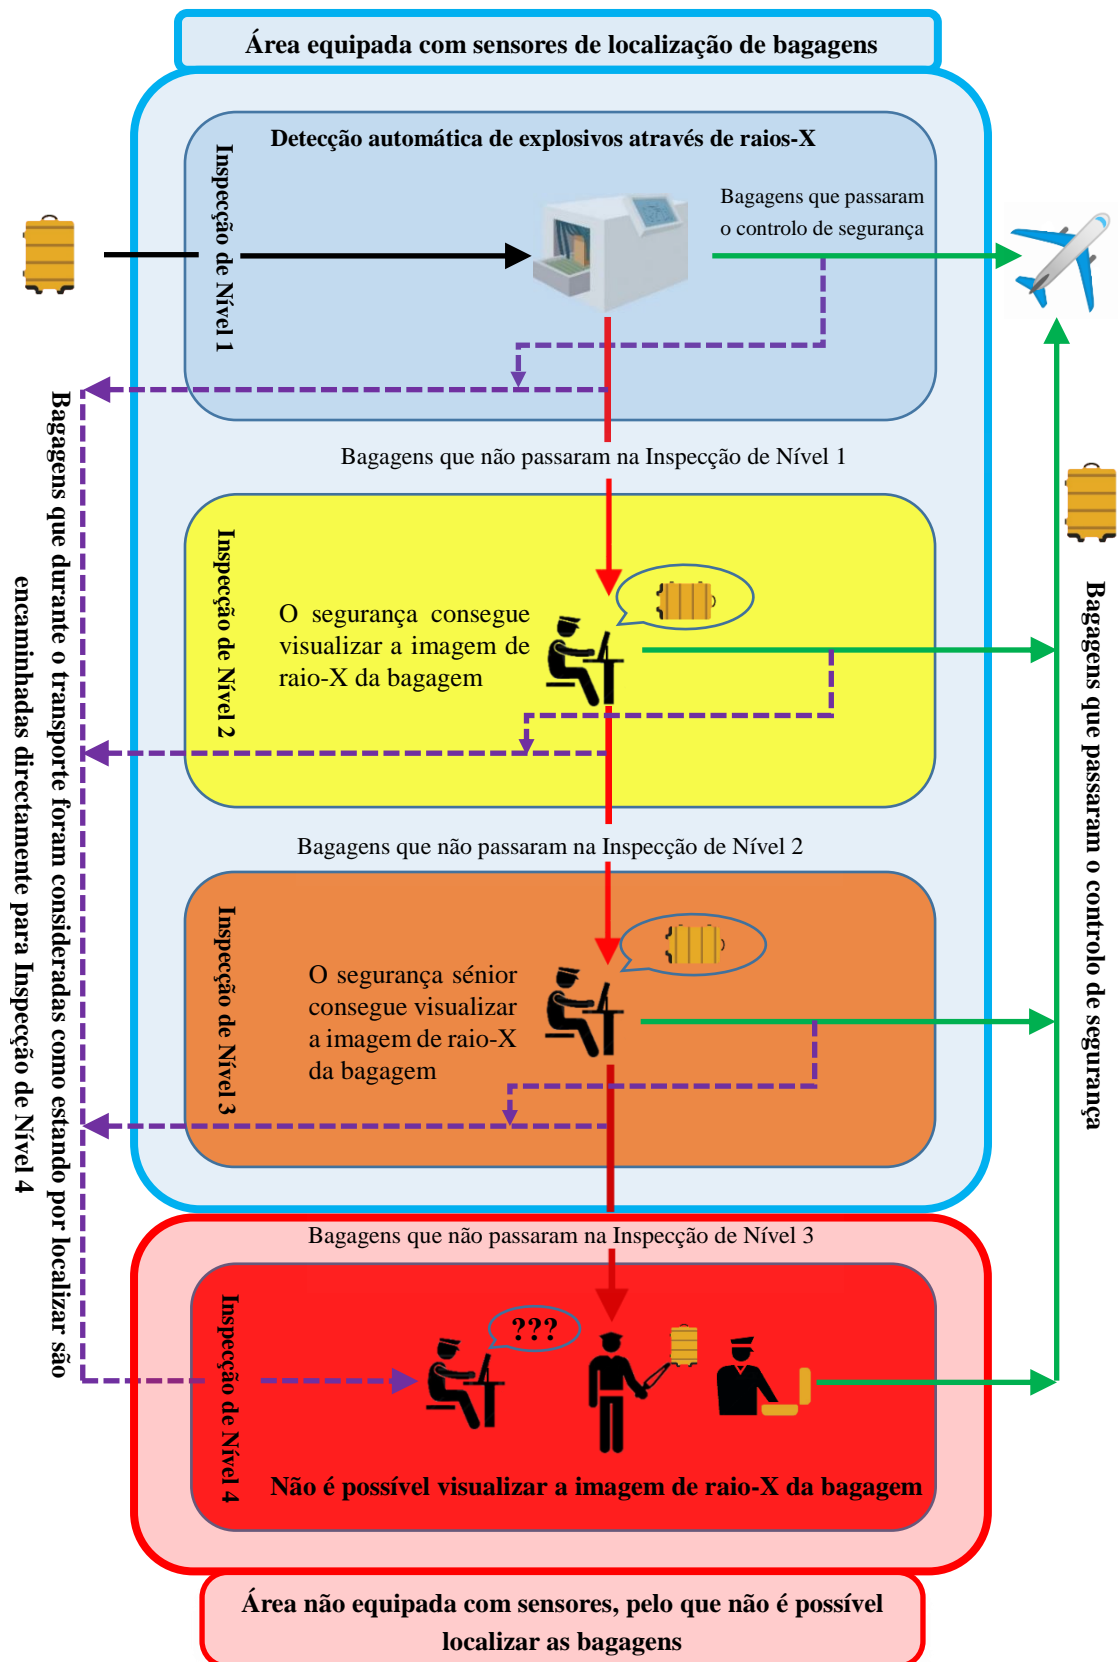 Área equipada com sensores de localização de bagagens
Detecção automática de explosivos através de raios-X
Inspecção de Nível 1
Bagagens que passaram
o controlo de segurança
Bagagens que não passaram na Inspecção de Nível 1
Inspecção de Nível 2
O segurança consegue
visualizar a imagem de
raio-X da bagagem
Bagagens que não passaram na Inspecção de Nível 2
Inspecção de Nível 3
O segurança sénior
consegue visualizar
a imagem de raio-X
da bagagem
Bagagens que não passaram na Inspecção de Nível 3
Inspecção de Nível 4
???
Não é possível visualizar a imagem de raio-X da bagagem
Área não equipada com sensores, pelo que não é possível
localizar as bagagens
Bagagens que durante o transporte foram consideradas como estando por localizar são
encaminhadas directamente para Inspecção de Nível 4
Bagagens que passaram o controlo de segurança